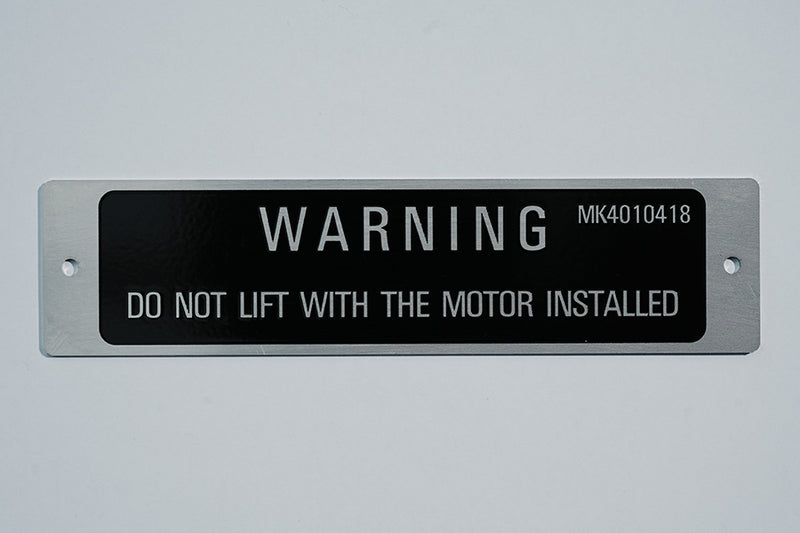 WARNING MK4010418
DO NOT LIFT WITH THE MOTOR INSTALLED